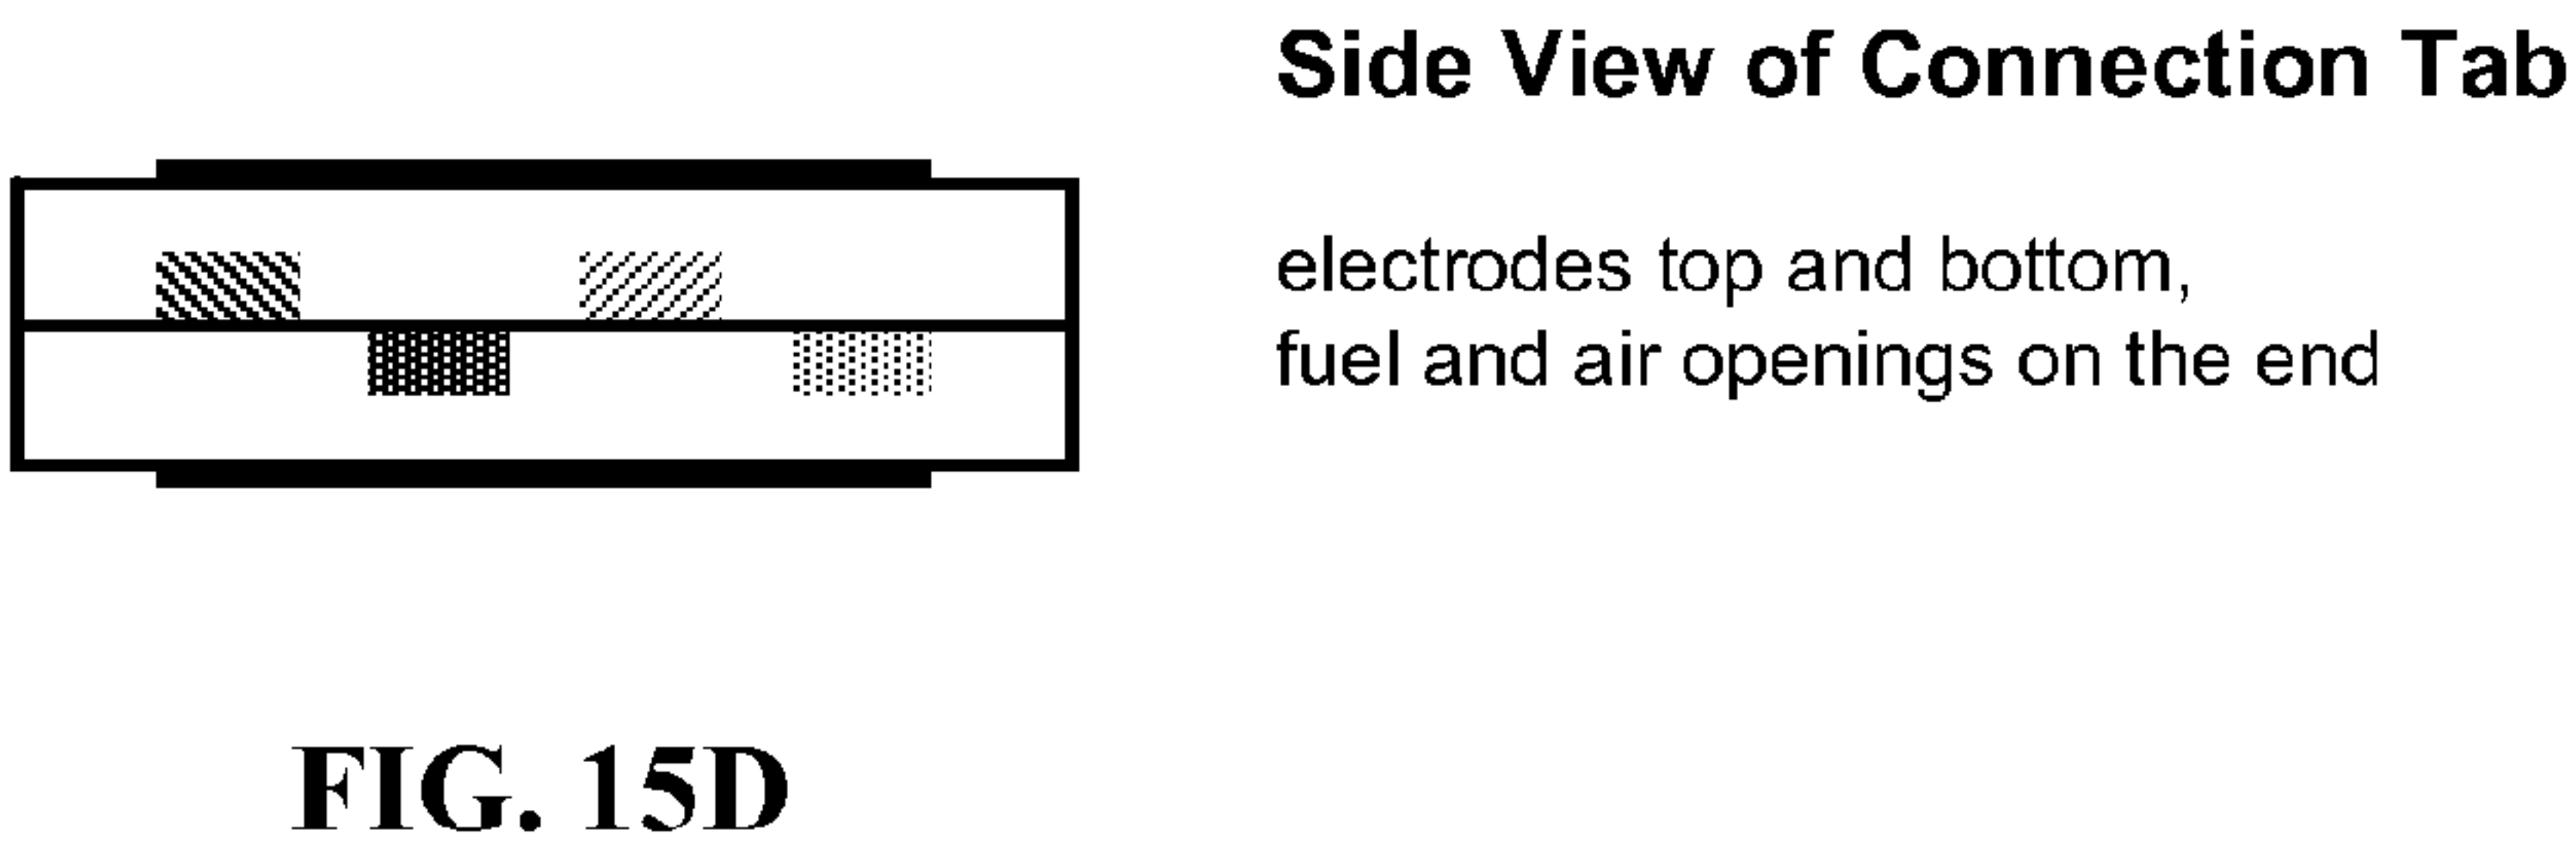 Side View of Connection Tab
electrodes top and bottom,
fuel and air openings on the end
FIG. 15D